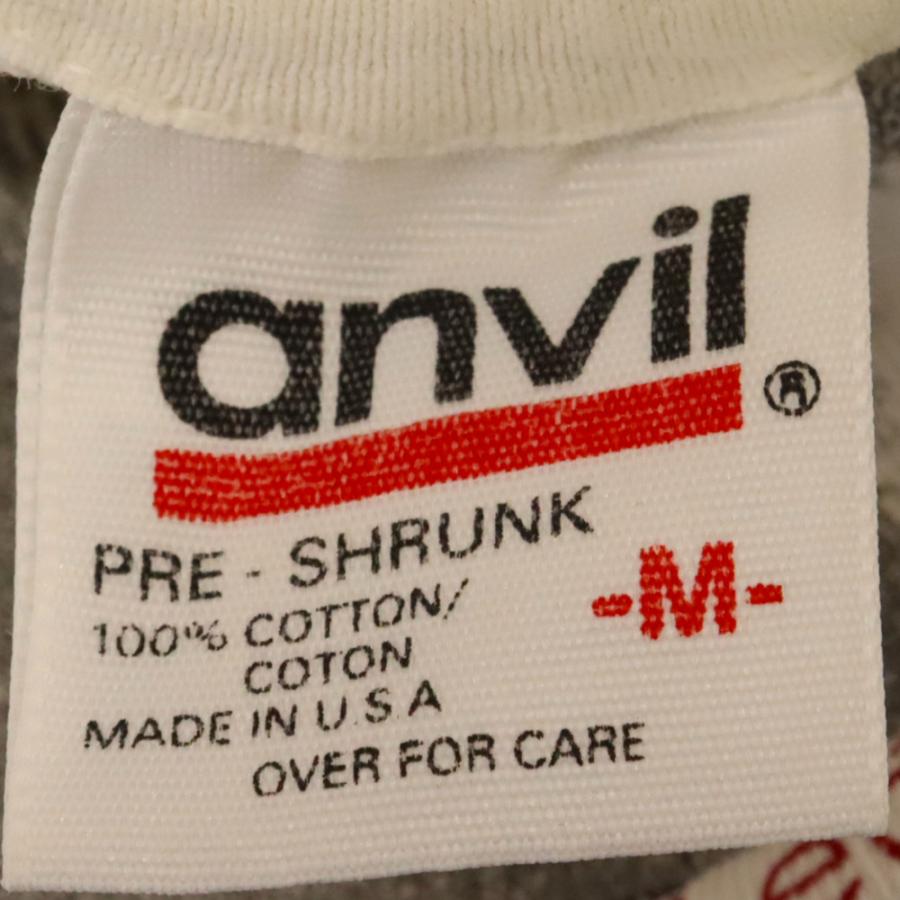 anvil ®
PRE - SHRUNK
-M-
100% COTTON/
COTON
MADE IN U.S.A
OVER FOR CARE